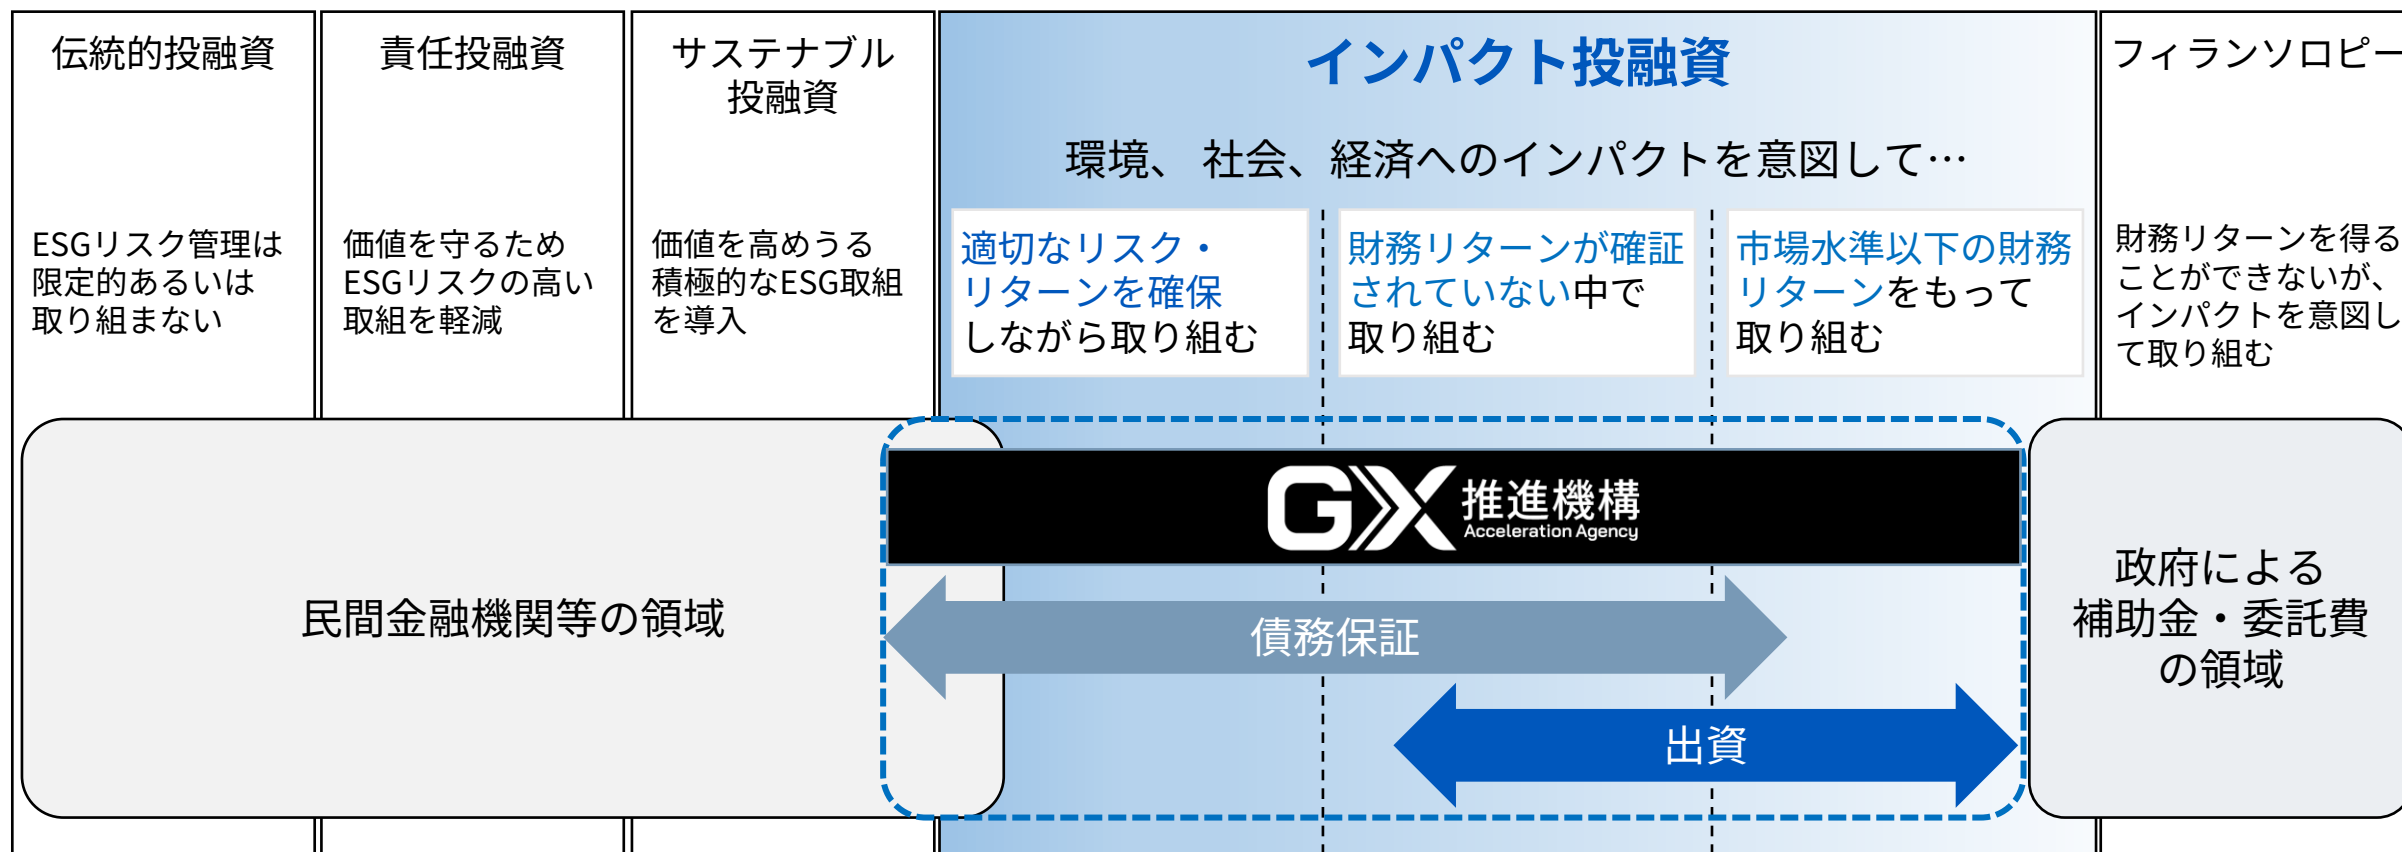 伝統的投融資
ESGリスク管理は
限定的あるいは
取り組まない
責任投融資
価値を守るため
ESGリスクの高い
取組を軽減
サステナブル
投融資
価値を高めうる
積極的なESG取組
を導入
インパクト投融資
環境、 社会、経済へのインパクトを意図して…
適切なリスク・
リターンを確保
しながら取り組む
財務リターンが確証
されていない中で
取り組む
市場水準以下の財務
リターンをもって
取り組む
フィランソロピー
財務リターンを得る
ことができないが、
インパクトを意図し
て取り組む
民間金融機関等の領域
GX 推進機構
Acceleration Agency
債務保証
出資
政府による
補助金・委託費
の領域